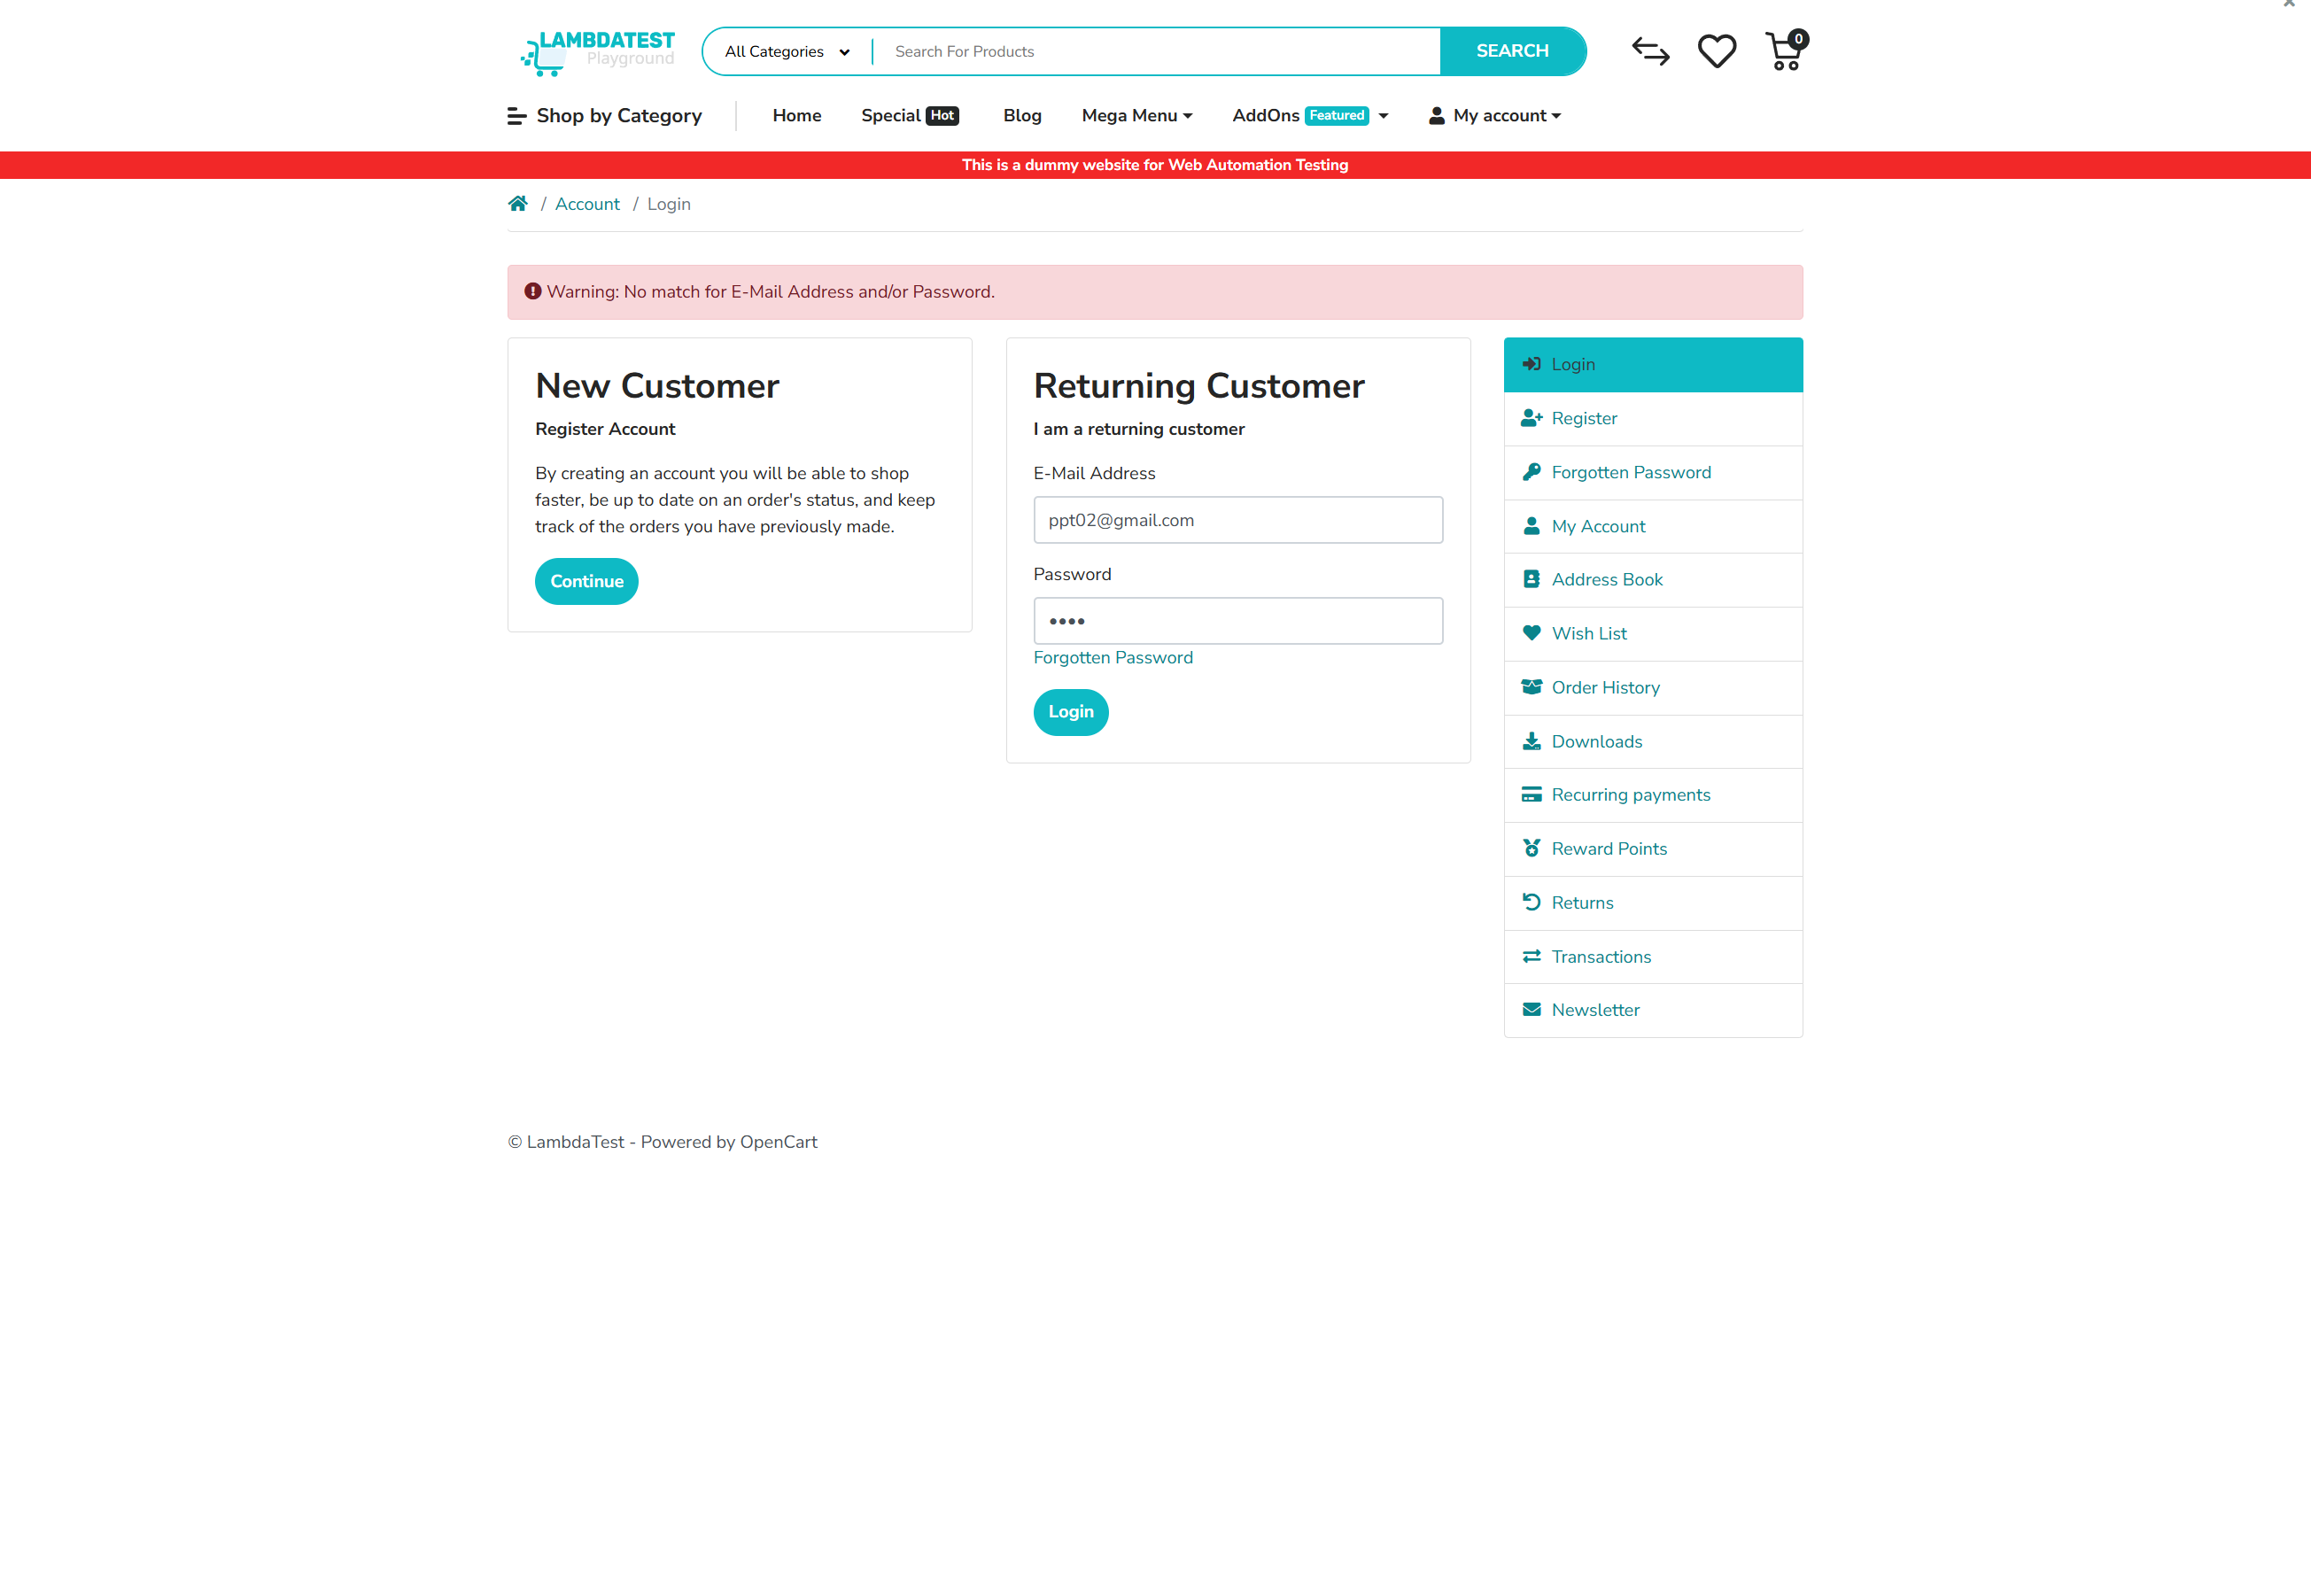 LAMBDATEST
Playground
All Categories
Search For Products
SEARCH
0
Shop by Category
Home
Special Hot
Blog
Mega Menu
AddOns Featured
My account
This is a dummy website for Web Automation Testing
/ Account / Login
Warning: No match for E-Mail Address and/or Password.
New Customer
Register Account
By creating an account you will be able to shop
faster, be up to date on an order's status, and keep
track of the orders you have previously made.
Continue
Returning Customer
I am a returning customer
E-Mail Address
ppt02@gmail.com
Password
••••
Forgotten Password
Login
Login
Register
Forgotten Password
My Account
Address Book
Wish List
Order History
Downloads
Recurring payments
Reward Points
Returns
Transactions
Newsletter
© LambdaTest - Powered by OpenCart